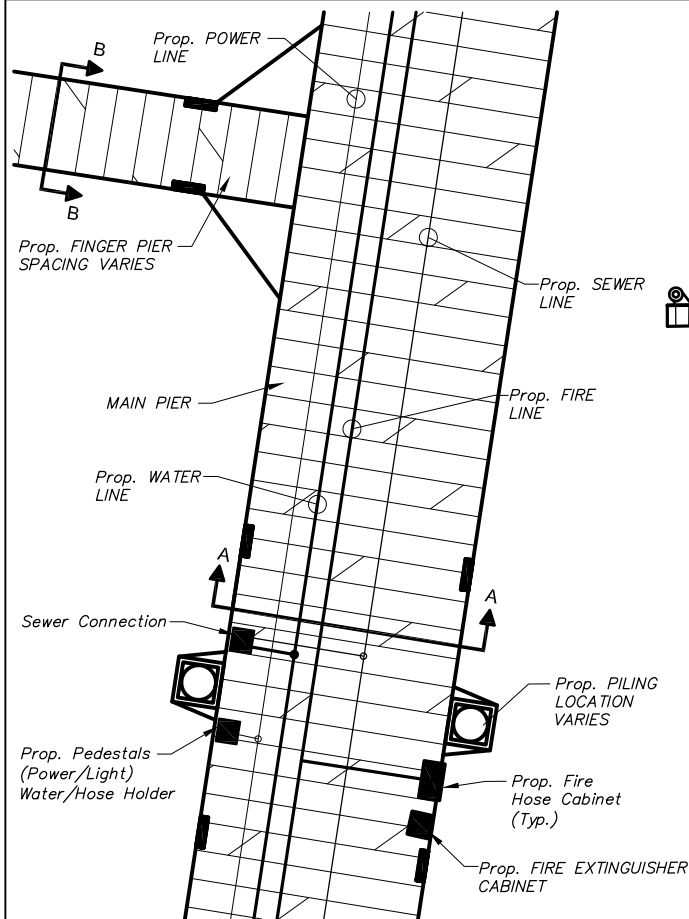 Prop. POWER
LINE
B
B
Prop. FINGER PIER
SPACING VARIES
Prop. SEWER
LINE
MAIN PIER
Prop. FIRE
LINE
Prop. WATER
LINE
A
A
Sewer Connection
Prop. PILING
LOCATION
VARIES
Prop. Pedestals
(Power/Light)
Water/Hose Holder
Prop. Fire
Hose Cabinet
(Typ.)
Prop. FIRE EXTINGUISHER
CABINET